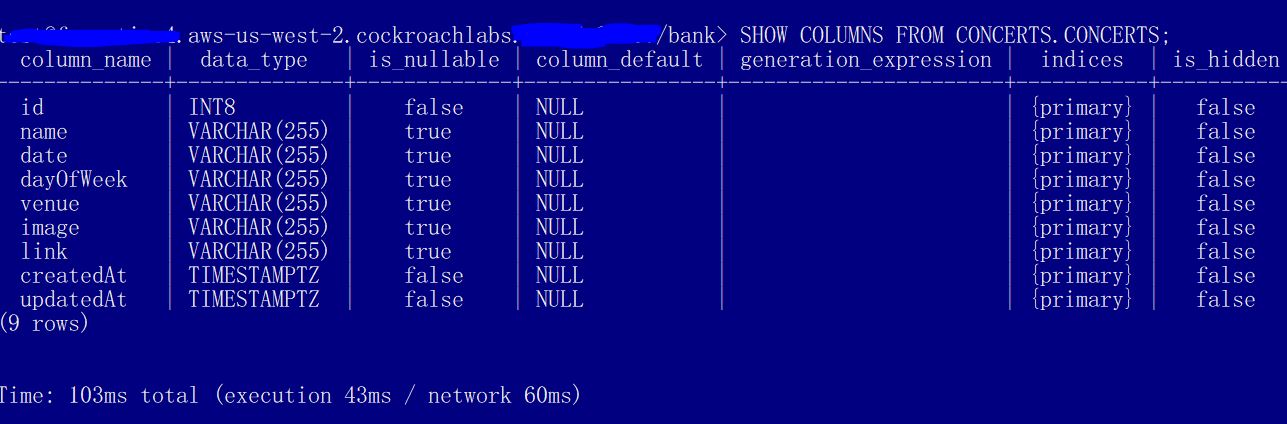 .aws-us-west-2.cockroachlabs. /bank> SHOW COLUMNS FROM CONCERTS.CONCERTS;
column_name | data_type | is_nullable | column_default | generation_expression | indices | is_hidden
id | INT8 | false | NULL | | {primary} | false
name | VARCHAR(255) | true | NULL | | {primary} | false
date | VARCHAR(255) | true | NULL | | {primary} | false
dayOfWeek | VARCHAR(255) | true | NULL | | {primary} | false
venue | VARCHAR(255) | true | NULL | | {primary} | false
image | VARCHAR(255) | true | NULL | | {primary} | false
link | VARCHAR(255) | true | NULL | | {primary} | false
createdAt | TIMESTAMPTZ | false | NULL | | {primary} | false
updatedAt | TIMESTAMPTZ | false | NULL | | {primary} | false
(9 rows)
Time: 103ms total (execution 43ms / network 60ms)